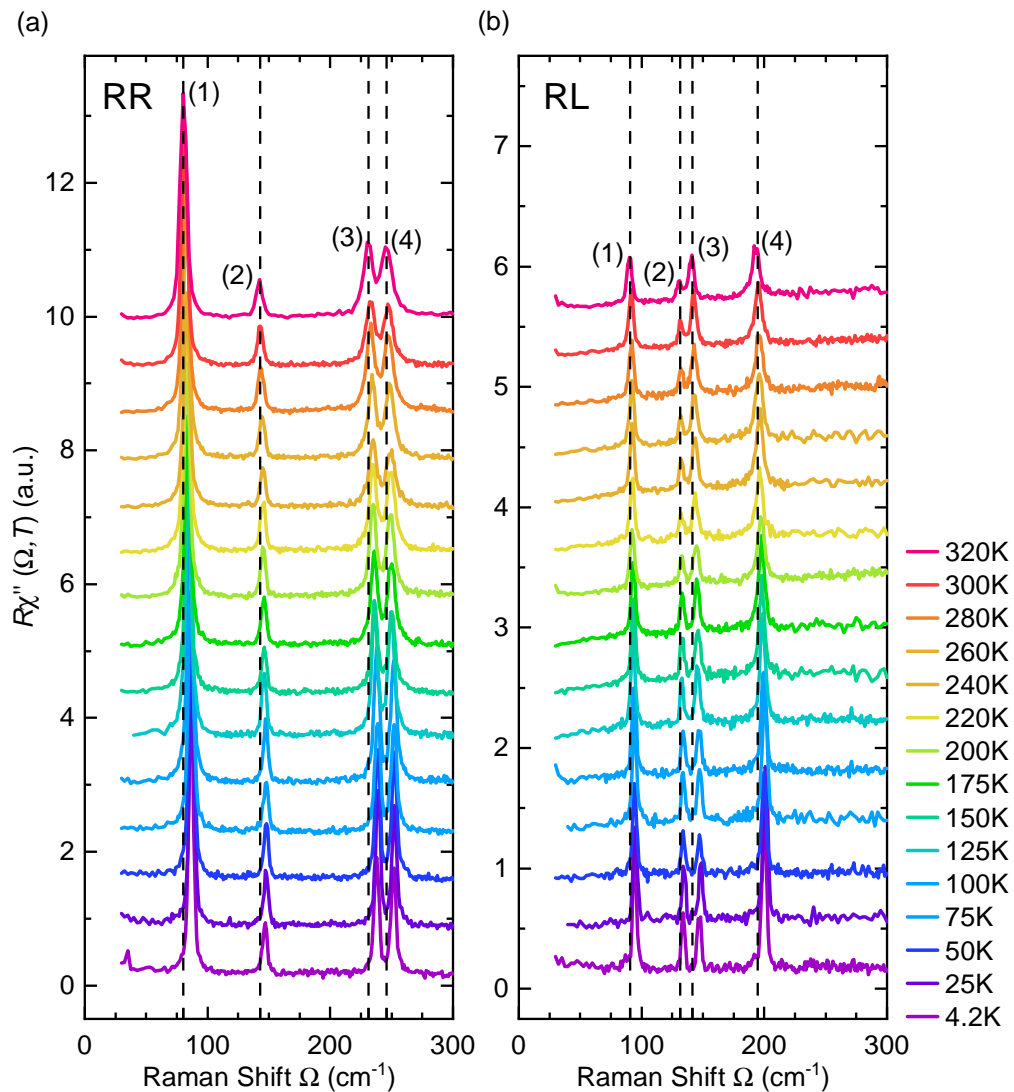 (a)
(b)
RR
(1)
(2)
(3)
(4)
RL
(1)
(2)
(3)
(4)
12
10
8
6
4
2
0
7
6
5
4
3
2
1
0
Rχ'' (Ω, T) (a.u.)
0 100 200 300
0 100 200 300
Raman Shift Ω (cm⁻¹)
Raman Shift Ω (cm⁻¹)
320K
300K
280K
260K
240K
220K
200K
175K
150K
125K
100K
75K
50K
25K
4.2K